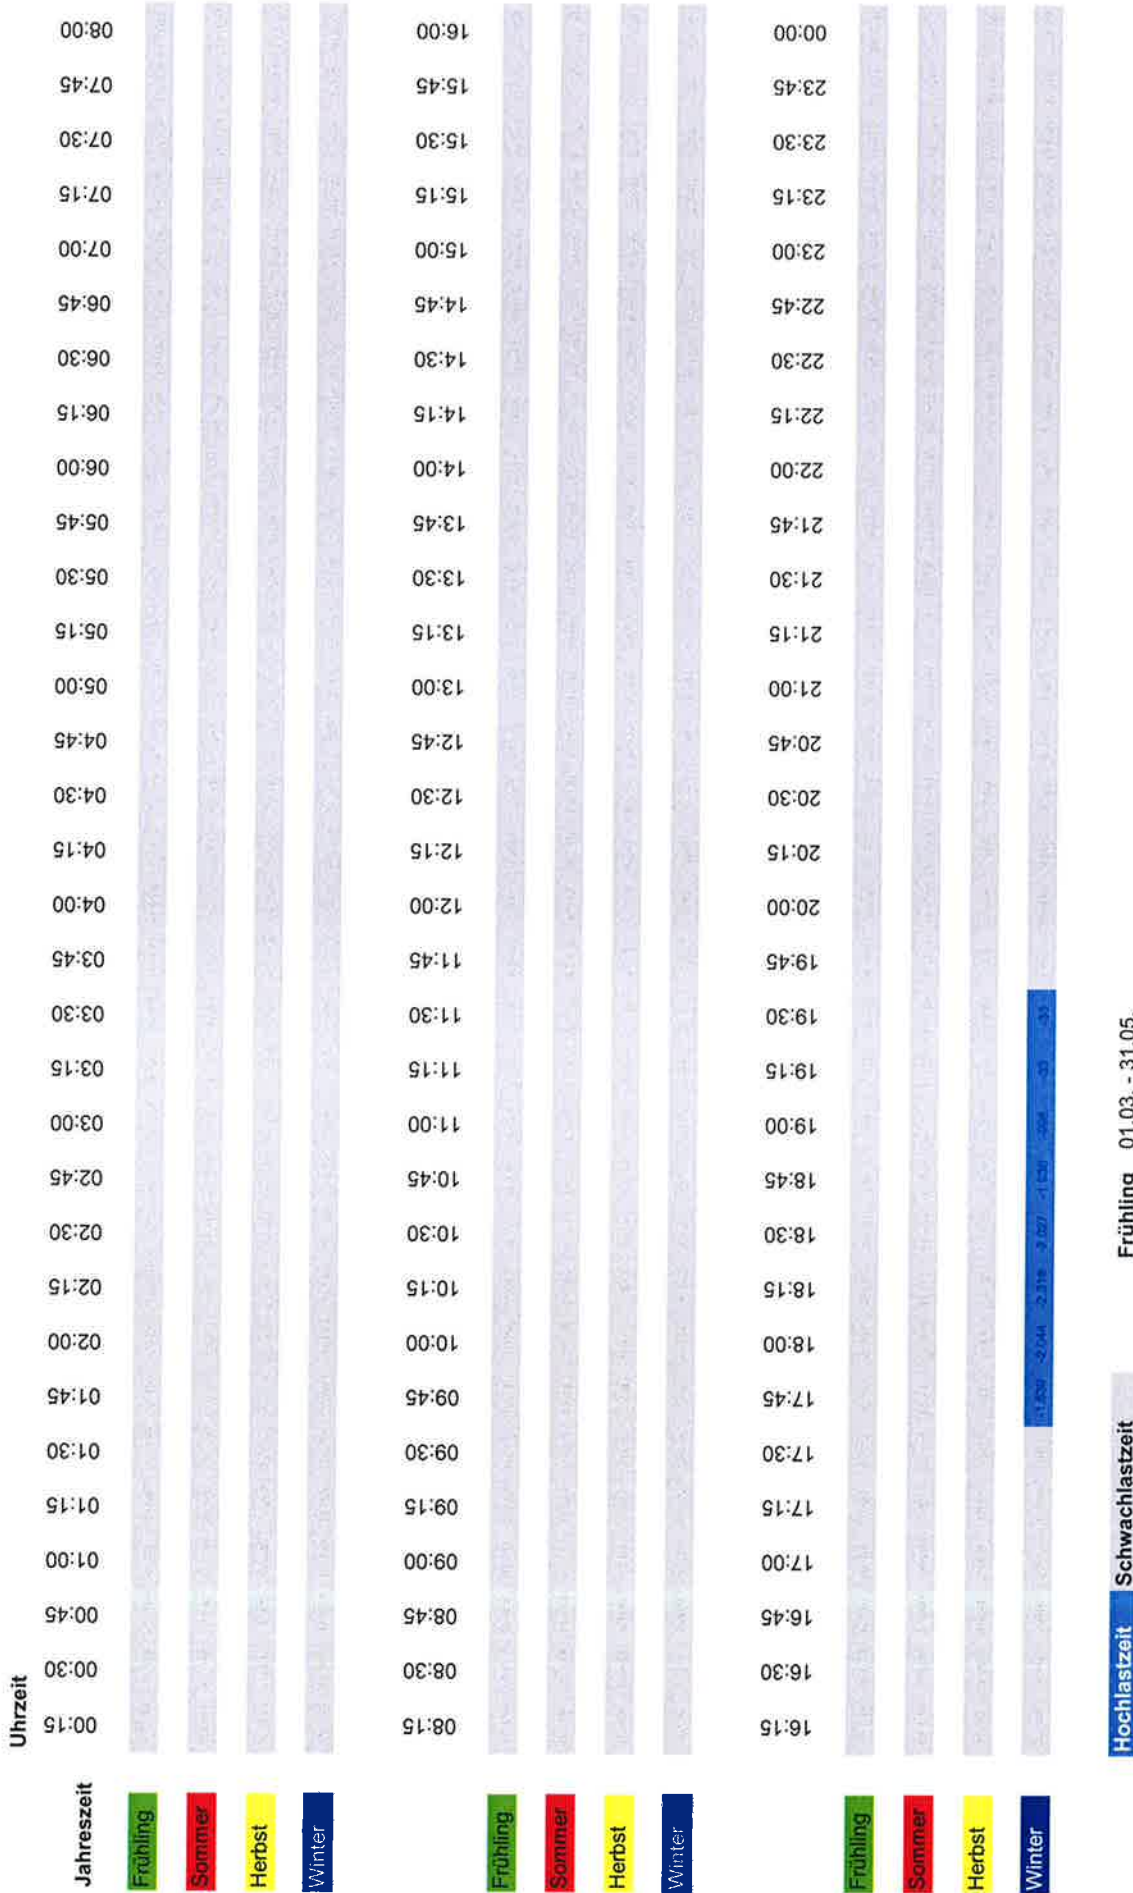 Uhrzeit
Jahreszeit 00:15 00:30 00:45 01:00 01:15 01:30 01:45 02:00 02:15 02:30 02:45 03:00 03:15 03:30 03:45 04:00 04:15 04:30 04:45 05:00 05:15 05:30 05:45 06:00 06:15 06:30 06:45 07:00 07:15 07:30 07:45 08:00
Frühling
Sommer
Herbst
Winter
08:15 08:30 08:45 09:00 09:15 09:30 09:45 10:00 10:15 10:30 10:45 11:00 11:15 11:30 11:45 12:00 12:15 12:30 12:45 13:00 13:15 13:30 13:45 14:00 14:15 14:30 14:45 15:00 15:15 15:30 15:45 16:00
Frühling
Sommer
Herbst
Winter
16:15 16:30 16:45 17:00 17:15 17:30 17:45 18:00 18:15 18:30 18:45 19:00 19:15 19:30 19:45 20:00 20:15 20:30 20:45 21:00 21:15 21:30 21:45 22:00 22:15 22:30 22:45 23:00 23:15 23:30 23:45 00:00
Frühling
Sommer
Herbst
Winter -2.044 -33 -33
Hochlastzeit Schwachlastzeit Frühling 01.03. - 31.05.